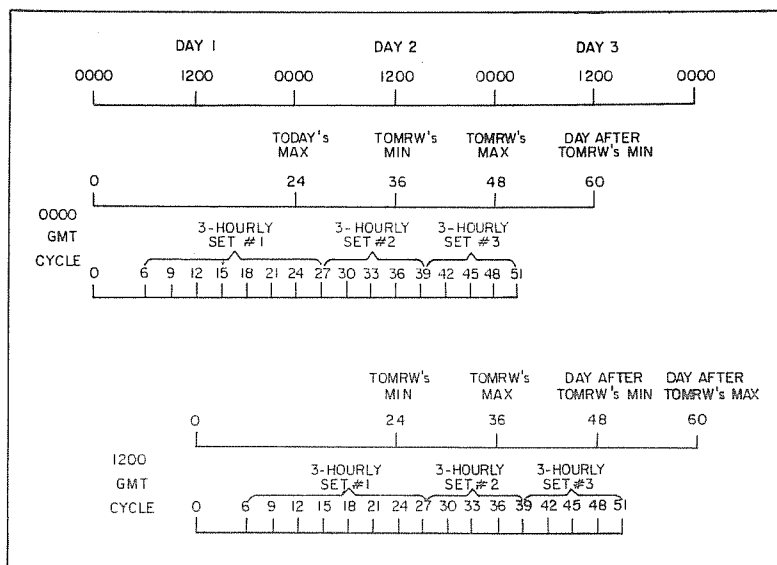 DAY 1 DAY 2 DAY 3
0000 1200 0000 1200 0000 1200 0000
TODAY's MAX TOMRW's MIN TOMRW's MAX DAY AFTER TOMRW's MIN
0 24 36 48 60
0000 GMT CYCLE
3-HOURLY SET #1 3-HOURLY SET #2 3-HOURLY SET #3
0 6 9 12 15 18 21 24 27 30 33 36 39 42 45 48 51
TOMRW's MIN TOMRW's MAX DAY AFTER TOMRW's MIN DAY AFTER TOMRW's MAX
0 24 36 48 60
1200 GMT CYCLE
3-HOURLY SET #1 3-HOURLY SET #2 3-HOURLY SET #3
0 6 9 12 15 18 21 24 27 30 33 36 39 42 45 48 51